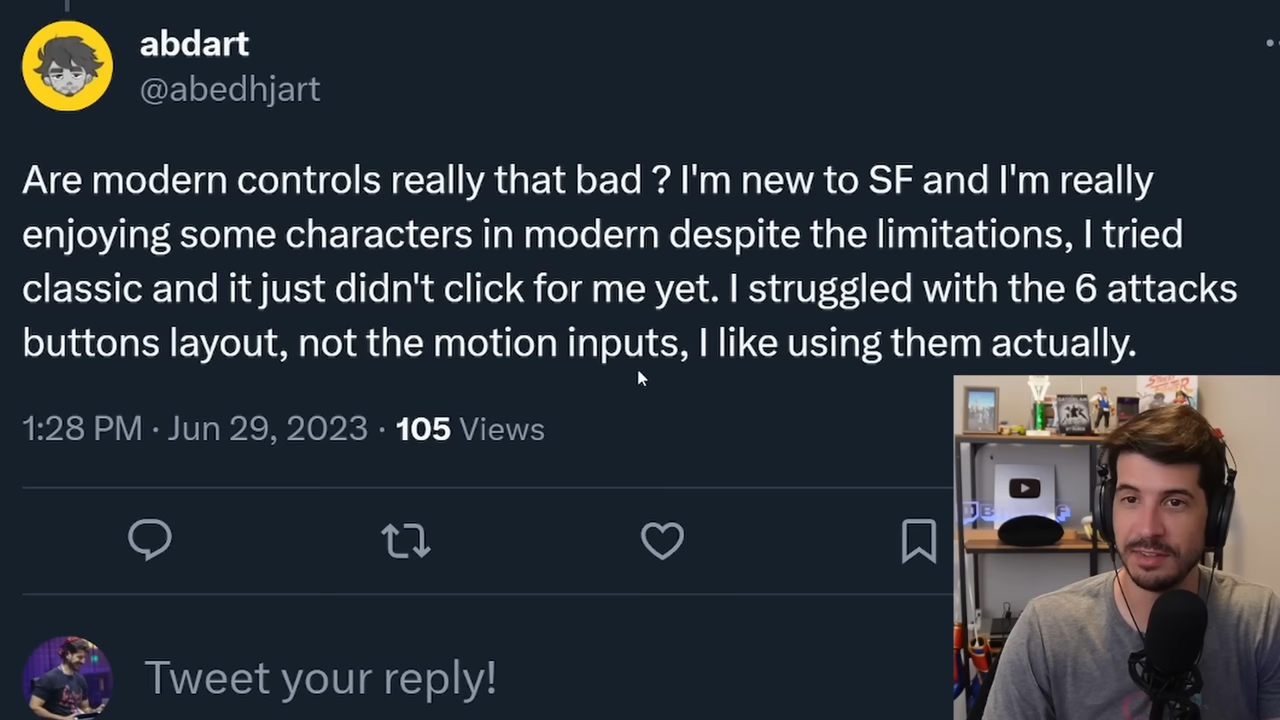 abdart
@abedhjart
Are modern controls really that bad ? I'm new to SF and I'm really
enjoying some characters in modern despite the limitations, I tried
classic and it just didn't click for me yet. I struggled with the 6 attacks
buttons layout, not the motion inputs, I like using them actually.
1:28 PM · Jun 29, 2023 · 105 Views
Tweet your reply!